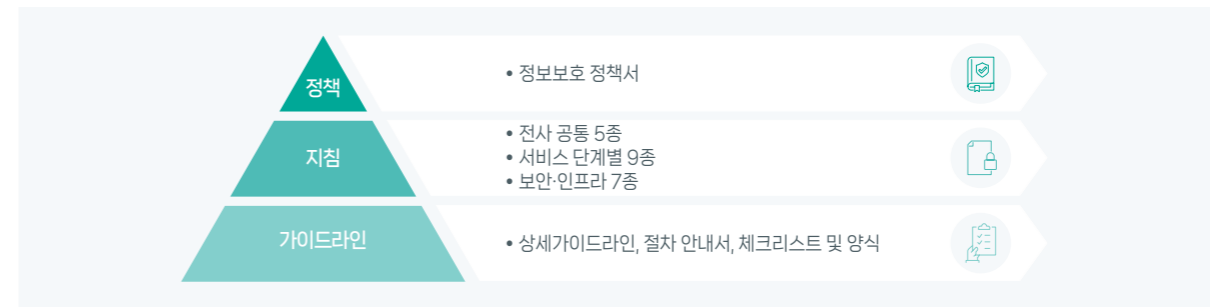 정책
• 정보보호 정책서
지침
• 전사 공통 5종
• 서비스 단계별 9종
• 보안·인프라 7종
가이드라인
• 상세가이드라인, 절차 안내서, 체크리스트 및 양식